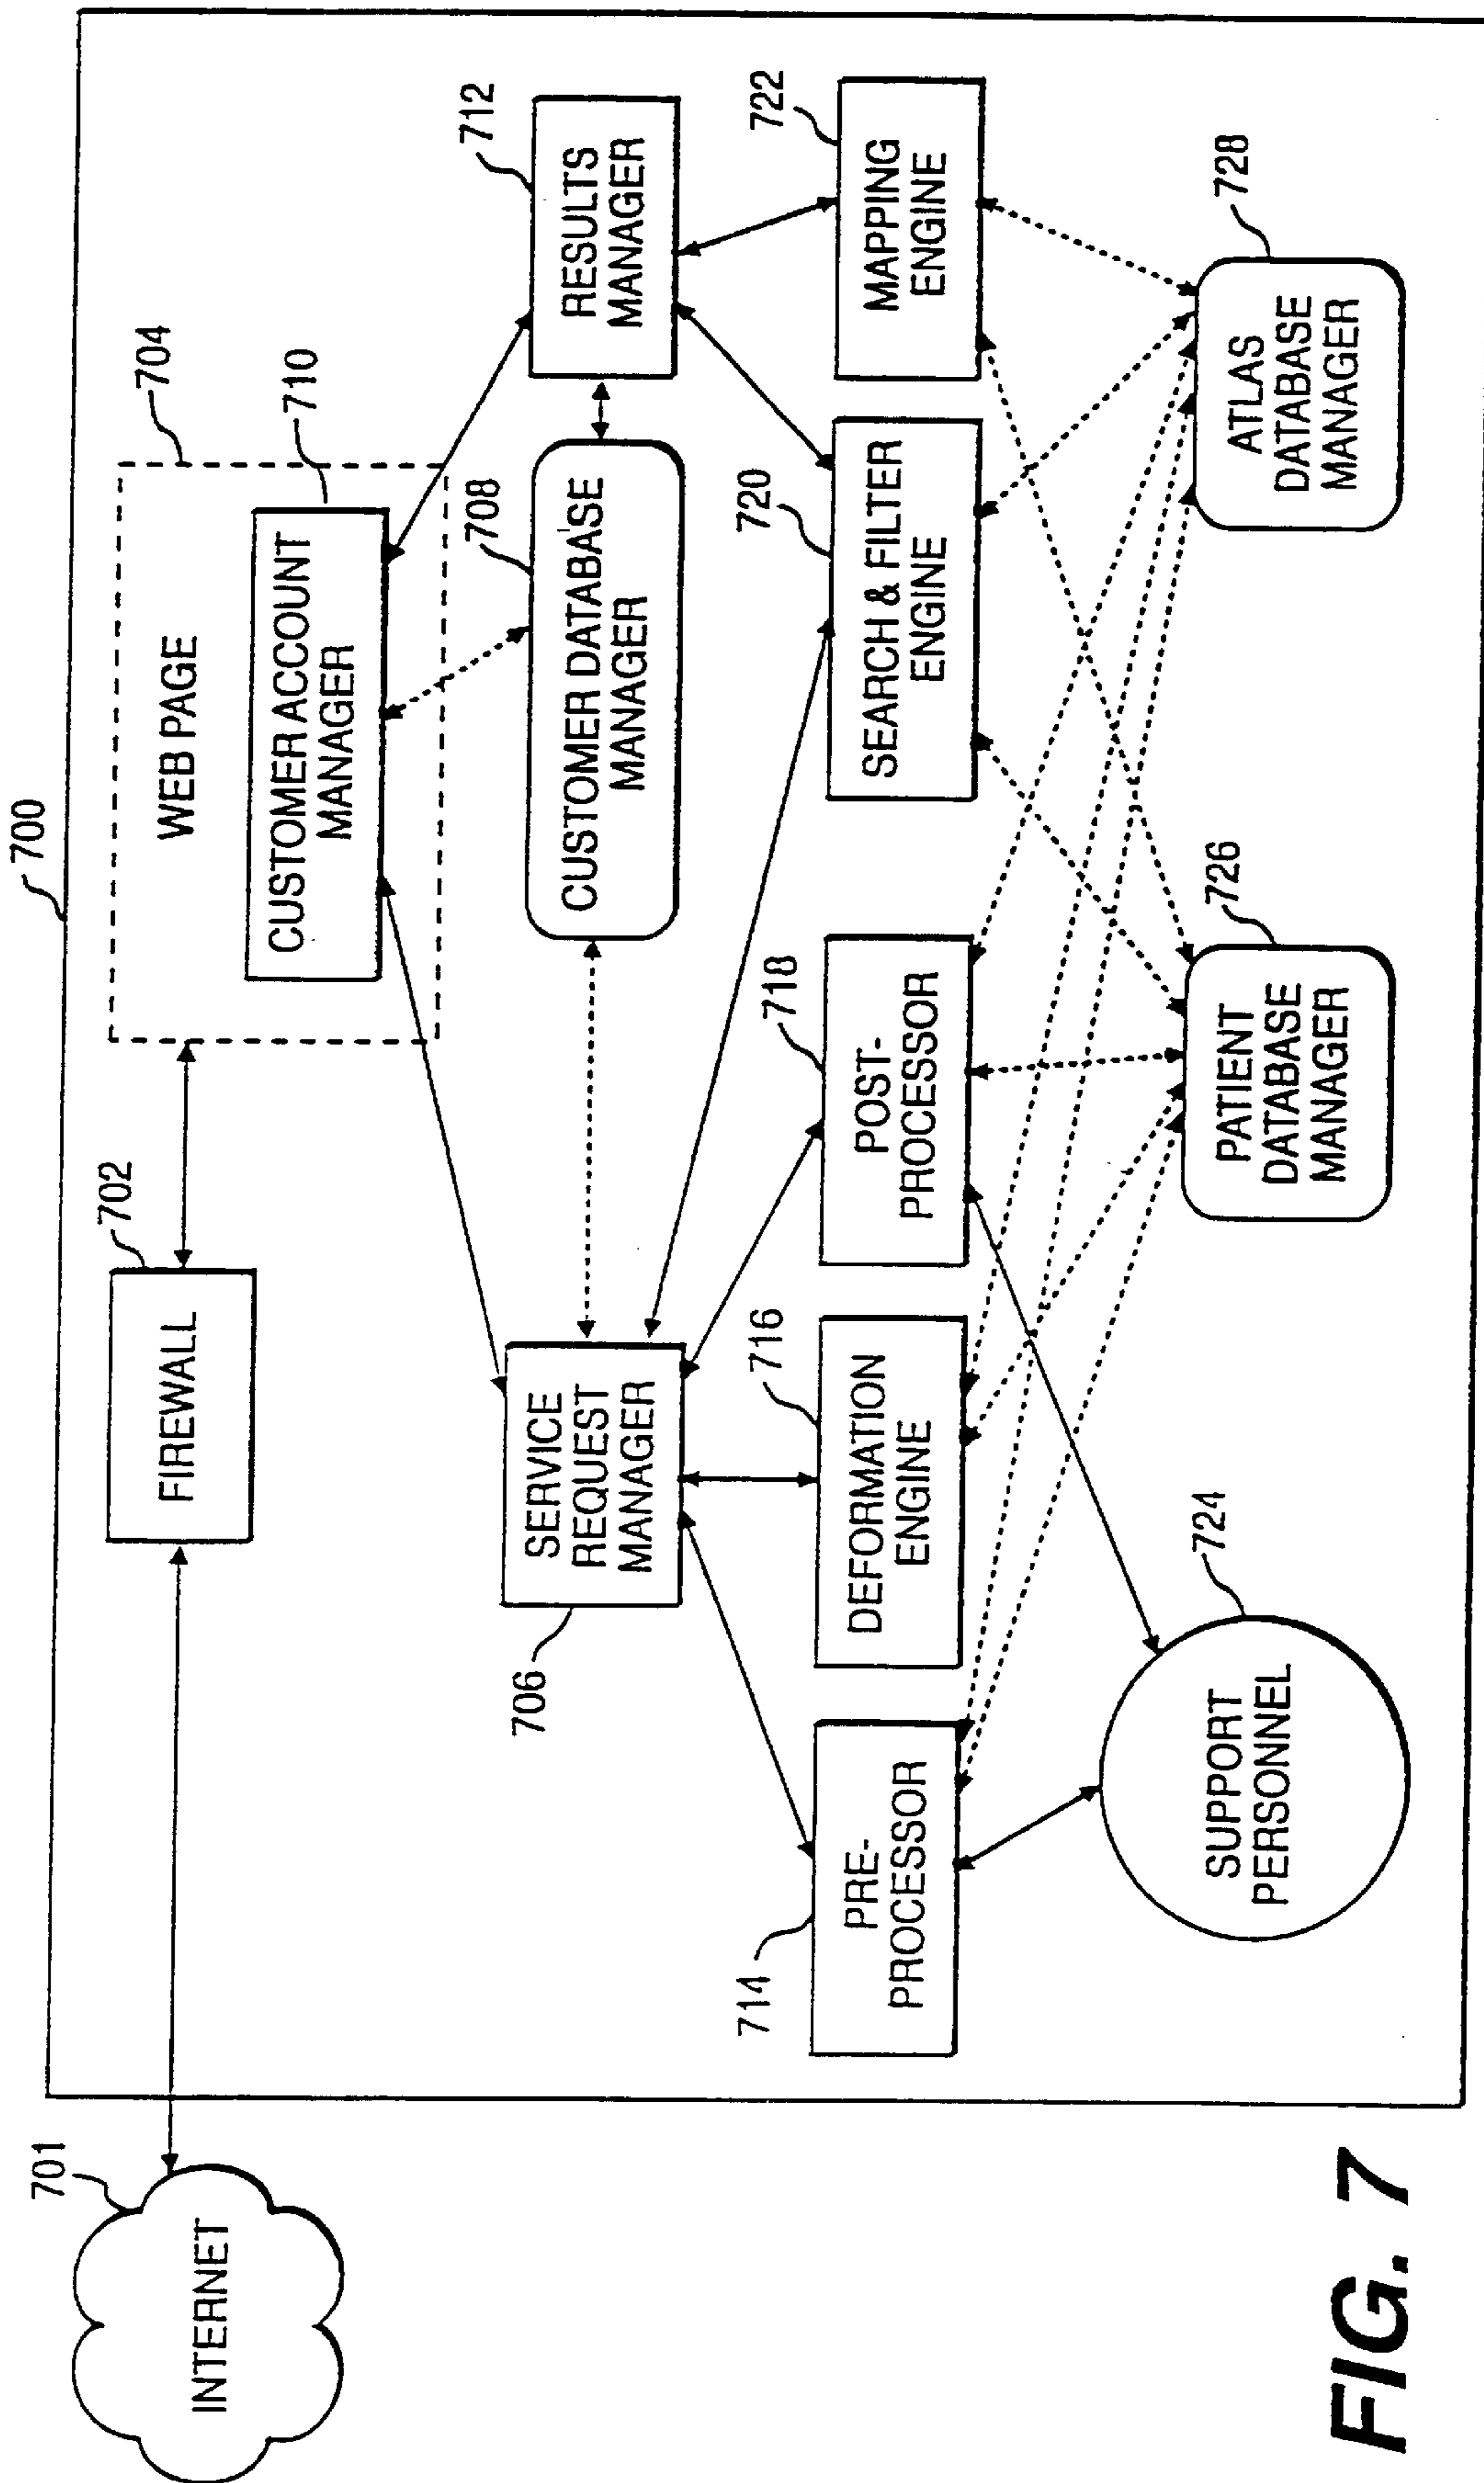 700
701
INTERNET
702
FIREWALL
704
WEB PAGE
710
CUSTOMER ACCOUNT
MANAGER
706
SERVICE
REQUEST
MANAGER
708
CUSTOMER DATABASE
MANAGER
712
RESULTS
MANAGER
714
PRE-
PROCESSOR
716
DEFORMATION
ENGINE
718
POST-
PROCESSOR
720
SEARCH & FILTER
ENGINE
722
MAPPING
ENGINE
724
SUPPORT
PERSONNEL
726
PATIENT
DATABASE
MANAGER
728
ATLAS
DATABASE
MANAGER
FIG. 7